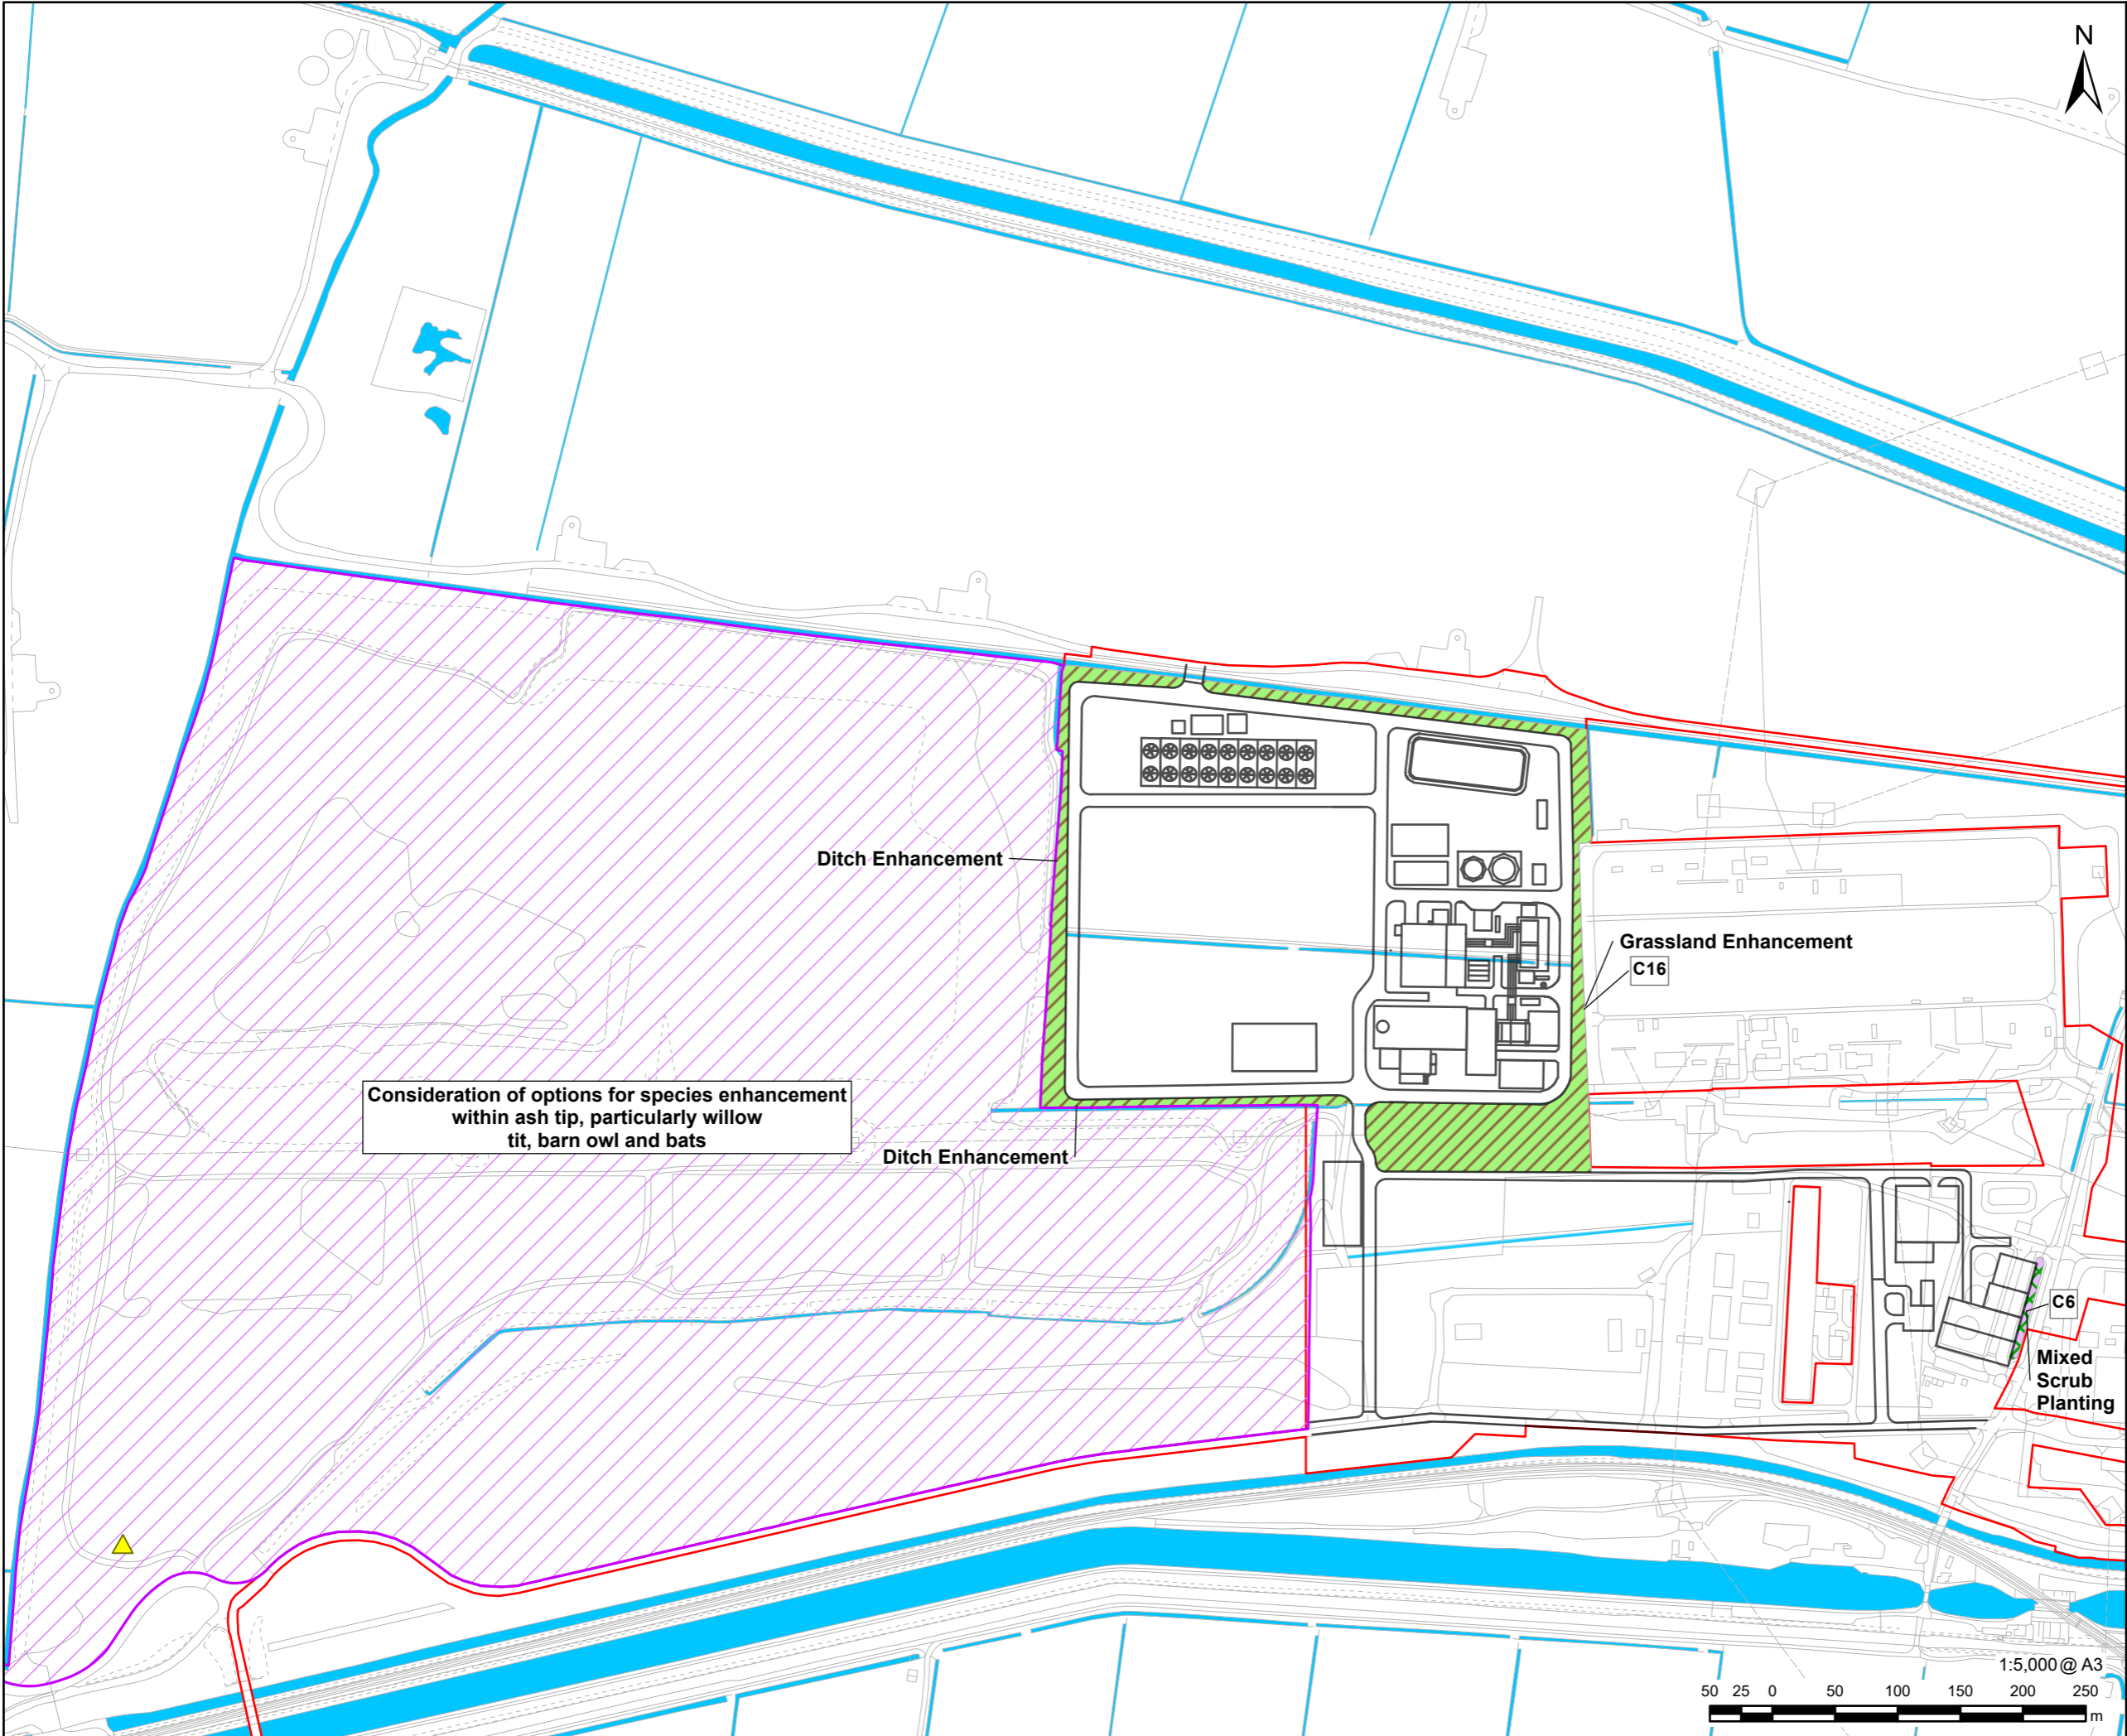 N
Ditch Enhancement
Grassland Enhancement
C16
Consideration of options for species enhancement
within ash tip, particularly willow
tit, barn owl and bats
Ditch Enhancement
C6
Mixed
Scrub
Planting
1:5,000 @ A3
50 25 0 50 100 150 200 250
m